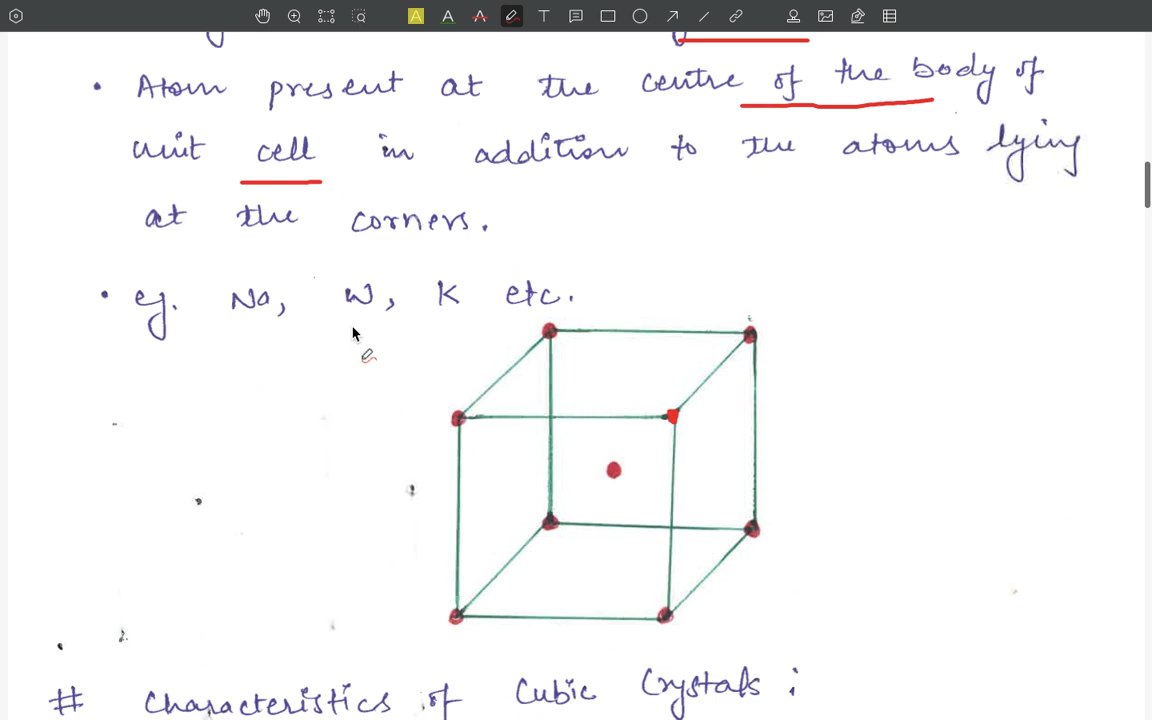 • Atom present at the centre of the body of
unit cell in addition to the atoms lying
at the corners.
• eg. Na, W, K etc.
# Characteristics of Cubic Crystals :